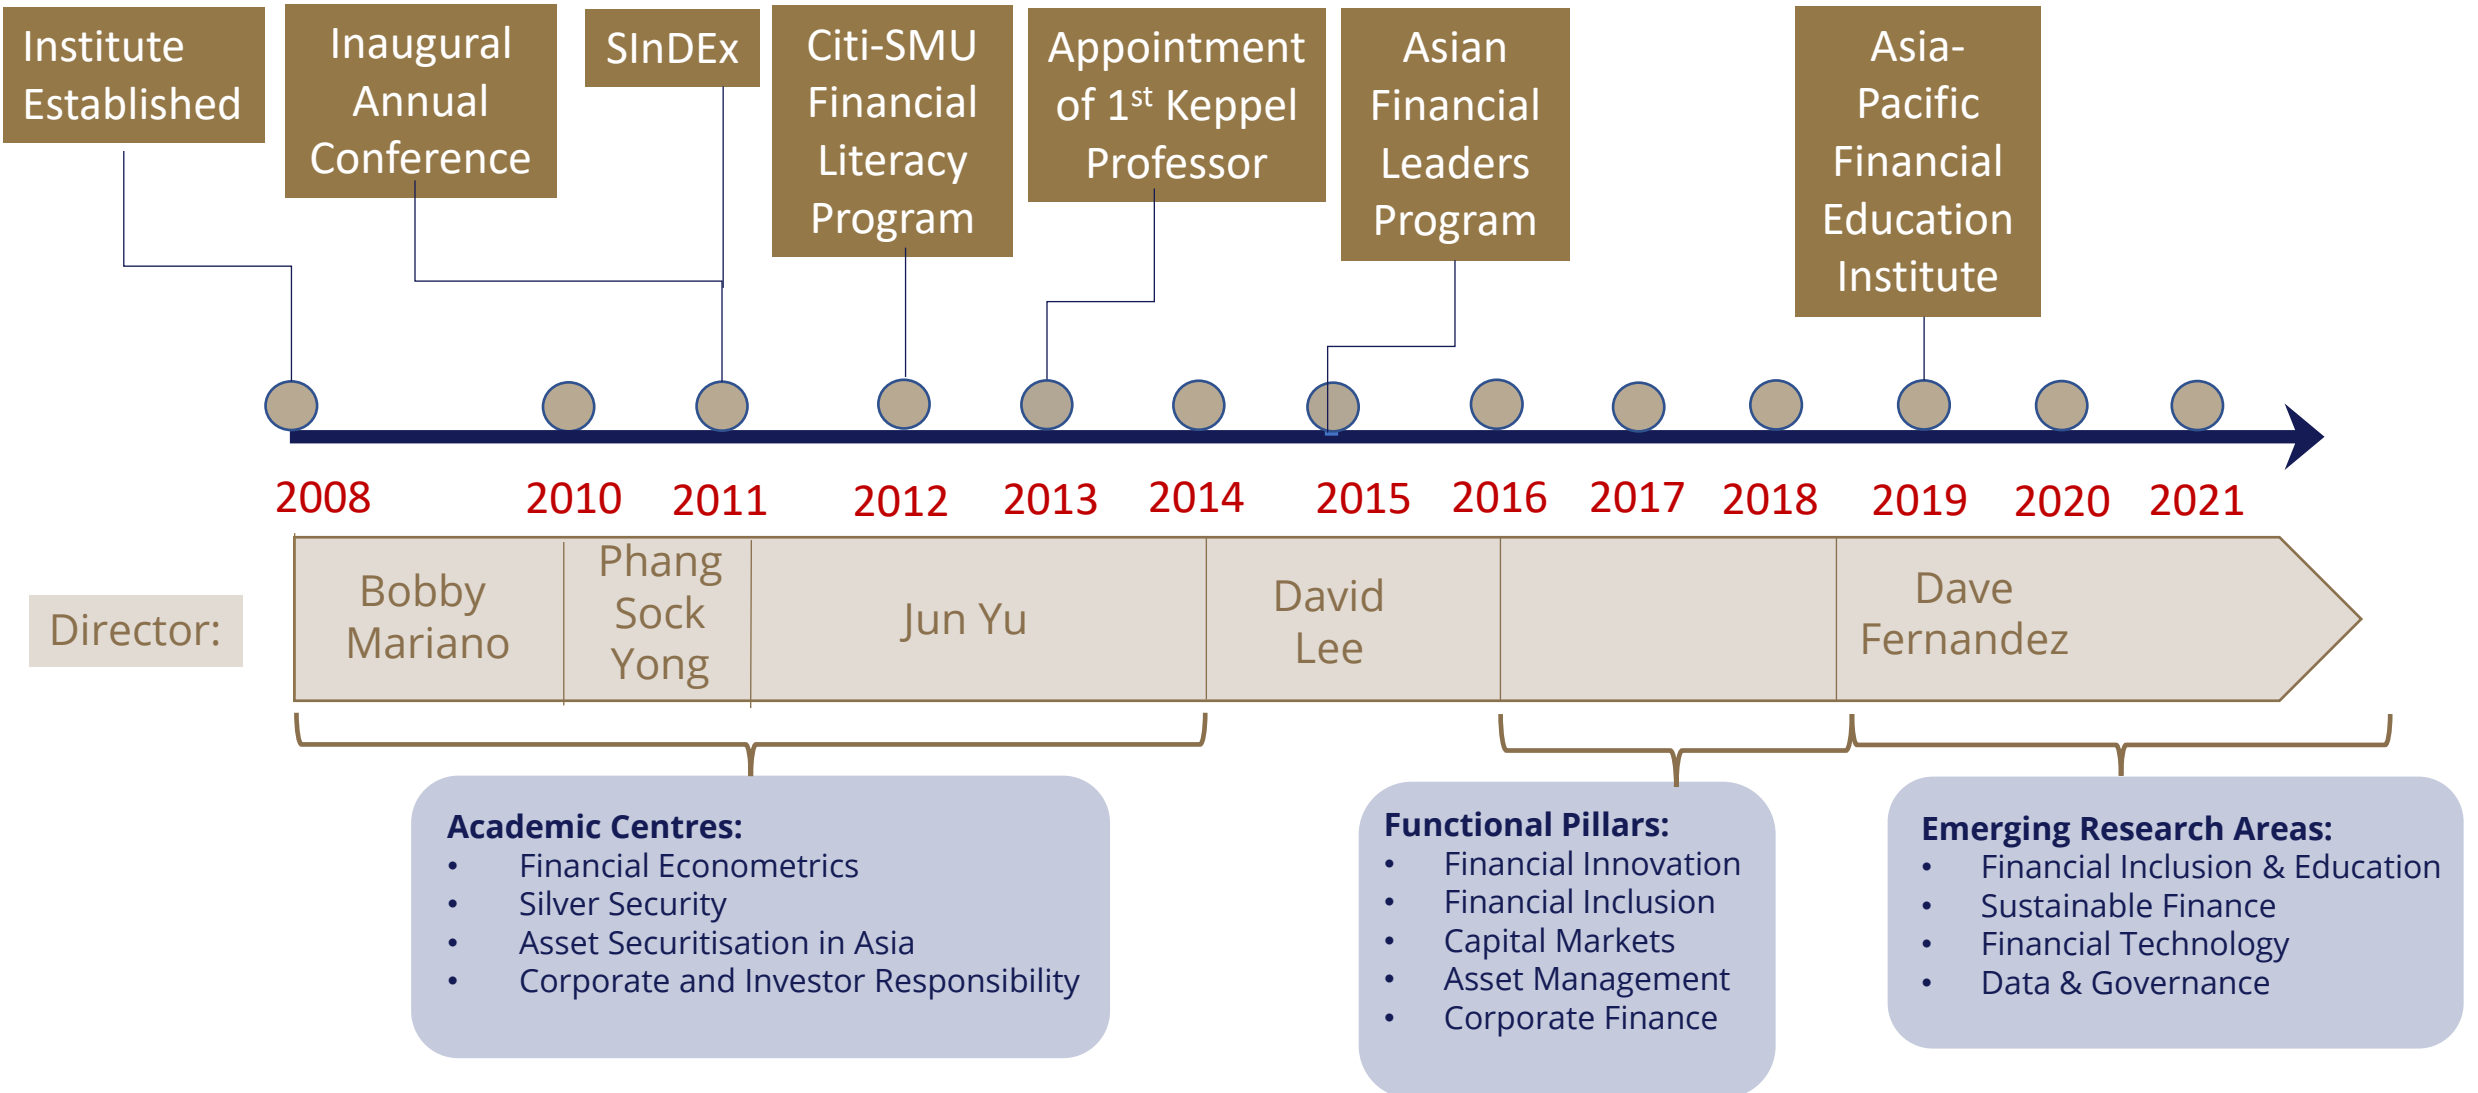 Institute
Established
Inaugural
Annual
Conference
SInDEx
Citi-SMU
Financial
Literacy
Program
Appointment
of 1st Keppel
Professor
Asian
Financial
Leaders
Program
Asia-
Pacific
Financial
Education
Institute
2008
2010
2011
2012
2013
2014
2015
2016
2017
2018
2019
2020
2021
Director:
Bobby
Mariano
Phang
Sock
Yong
Jun Yu
David
Lee
Dave
Fernandez
Academic Centres:
• Financial Econometrics
• Silver Security
• Asset Securitisation in Asia
• Corporate and Investor Responsibility
Functional Pillars:
• Financial Innovation
• Financial Inclusion
• Capital Markets
• Asset Management
• Corporate Finance
Emerging Research Areas:
• Financial Inclusion & Education
• Sustainable Finance
• Financial Technology
• Data & Governance